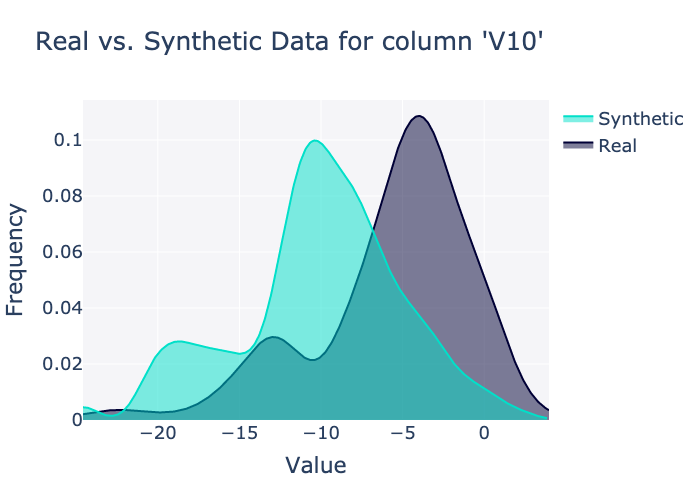 Real vs. Synthetic Data for column 'V10'
Synthetic
Real
0.1
0.08
0.06
0.04
0.02
0
Frequency
−20
−15
−10
−5
0
Value